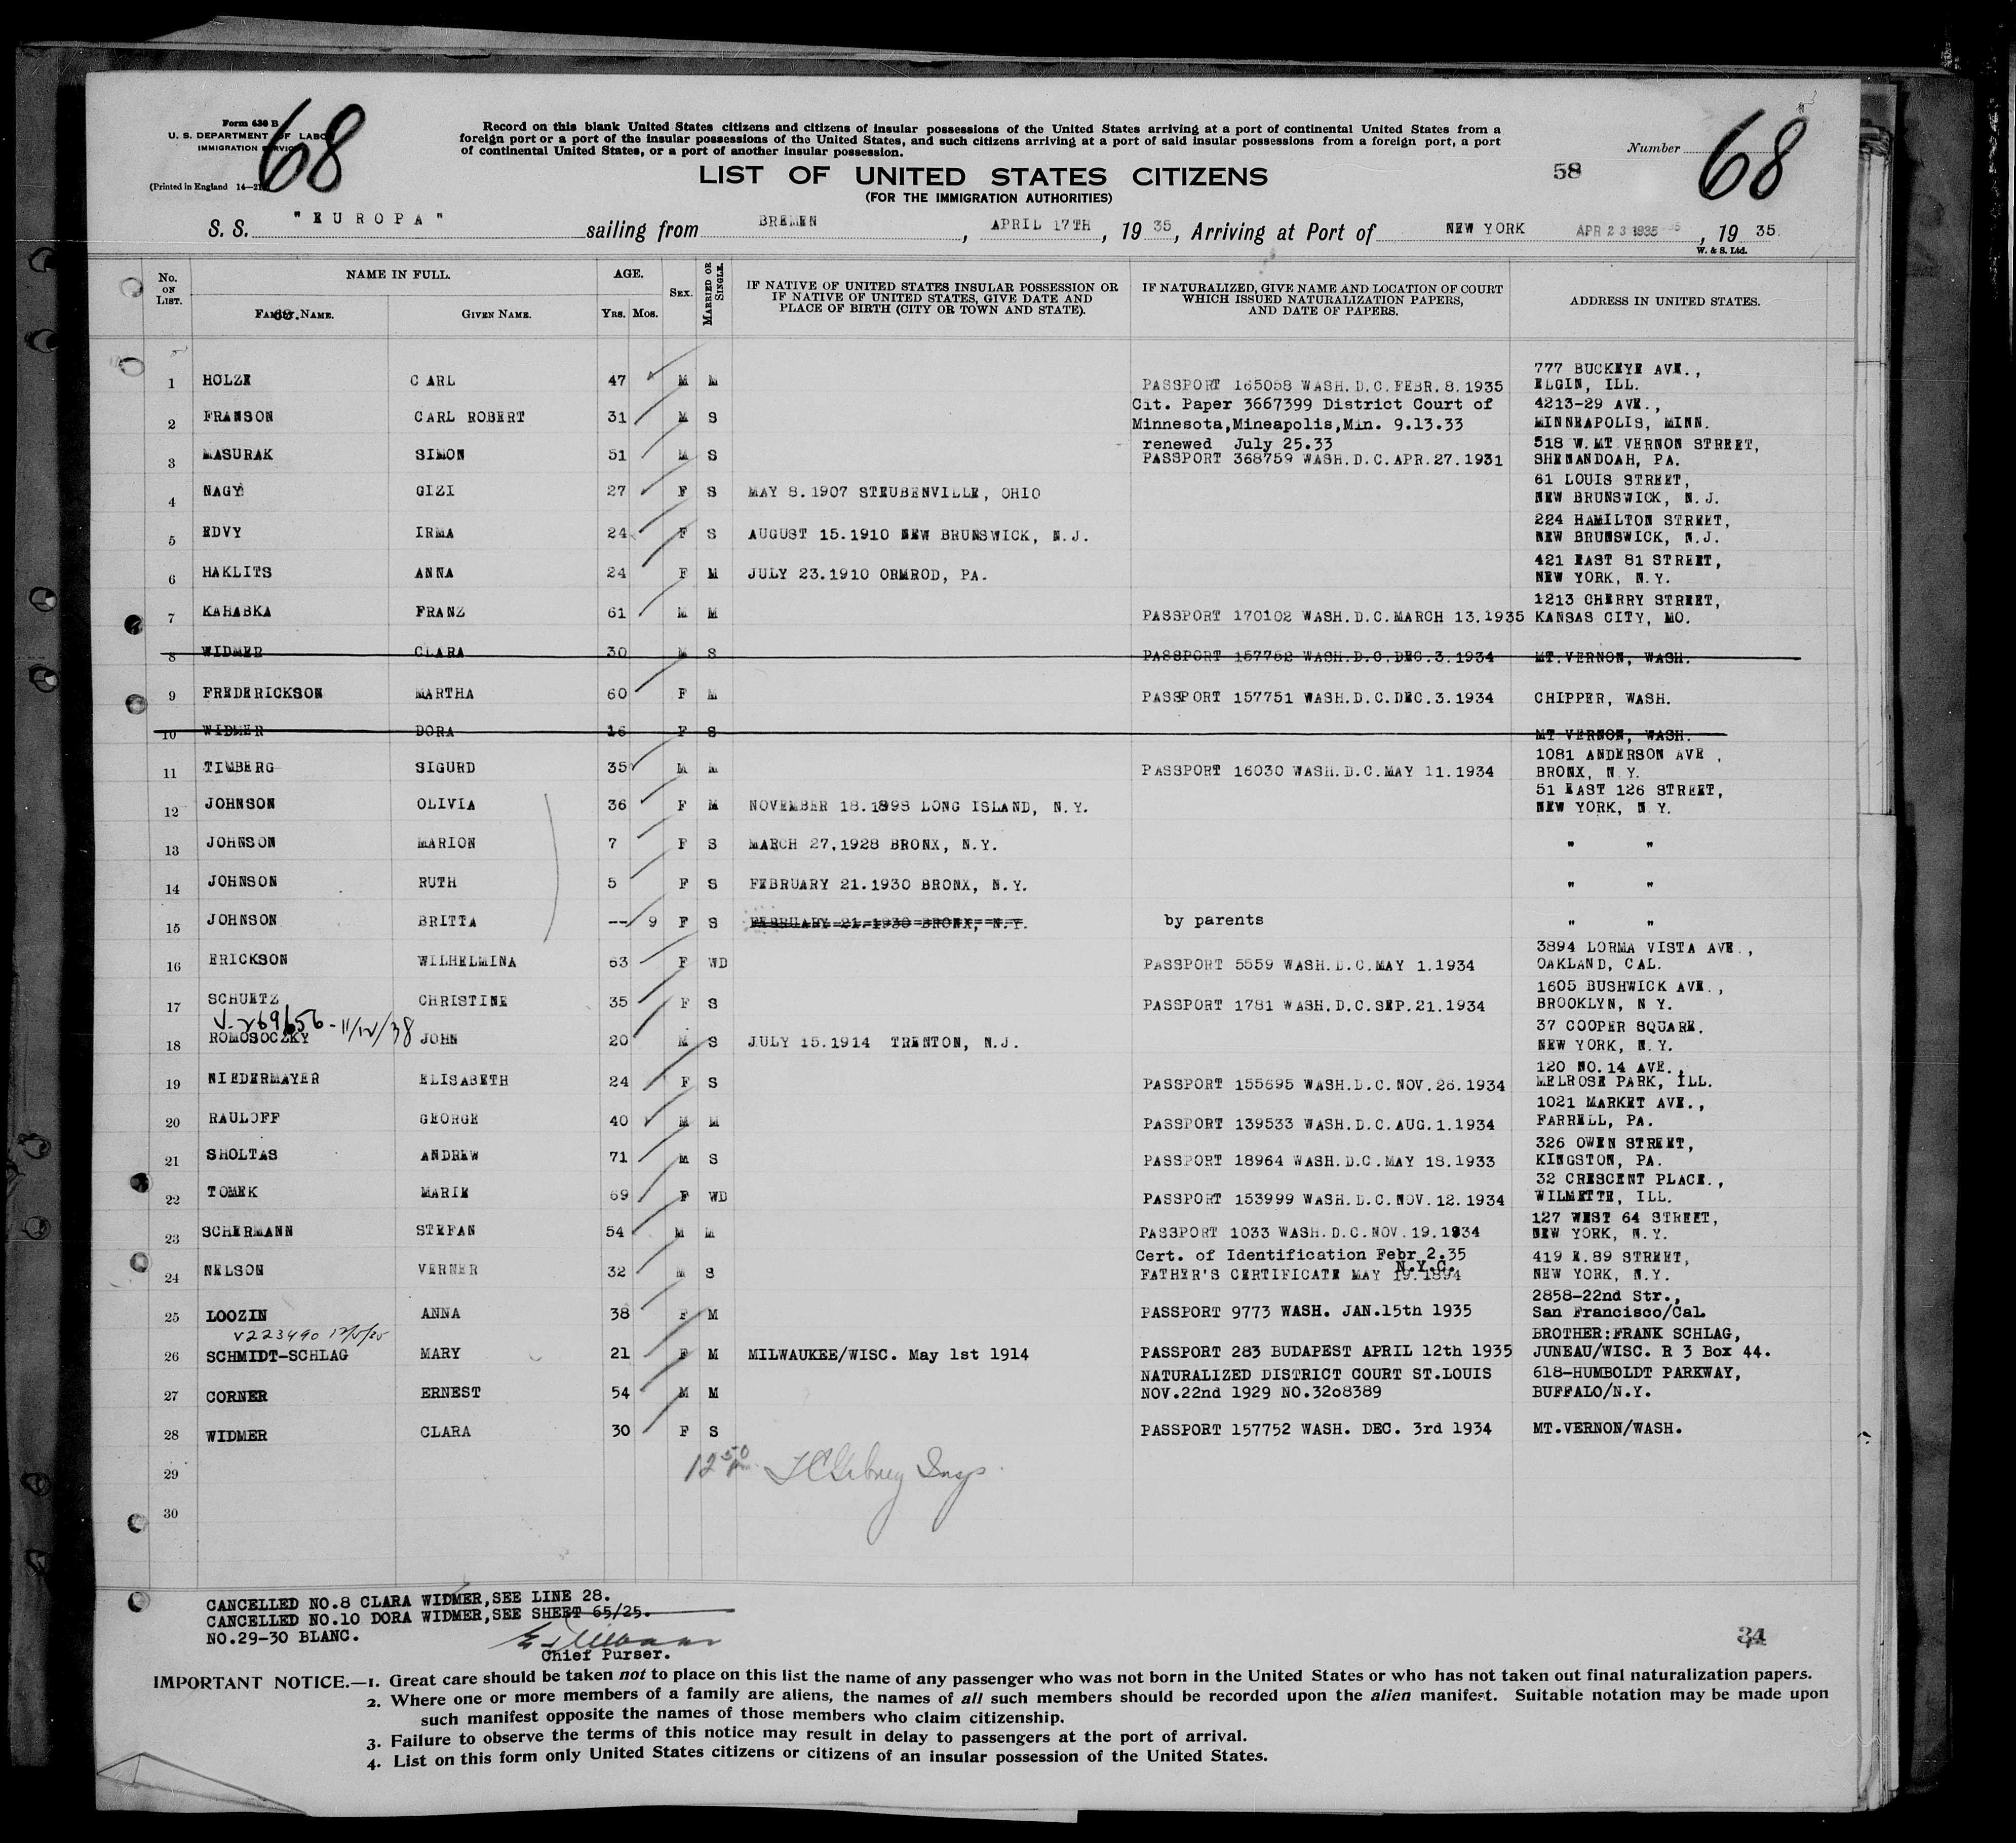 Form 630 B
U. S. DEPARTMENT OF LABOR
IMMIGRATION SERVICE
(Printed in England 14—21
68
Record on this blank United States citizens and citizens of insular possessions of the United States arriving at a port of continental United States from a
foreign port or a port of the insular possessions of the United States, and such citizens arriving at a port of said insular possessions from a foreign port, a port
of continental United States, or a port of another insular possession.
LIST OF UNITED STATES CITIZENS
(FOR THE IMMIGRATION AUTHORITIES)
58
Number 68
S. S. "EUROPA" sailing from BREMEN, APRIL 17TH, 1935, Arriving at Port of NEW YORK APR 23 1935, 1935.
W. & S. Ltd.
No. ON LIST. NAME IN FULL. AGE. SEX. MARRIED OR SINGLE. IF NATIVE OF UNITED STATES INSULAR POSSESSION OR IF NATIVE OF UNITED STATES, GIVE DATE AND PLACE OF BIRTH (CITY OR TOWN AND STATE). IF NATURALIZED, GIVE NAME AND LOCATION OF COURT WHICH ISSUED NATURALIZATION PAPERS, AND DATE OF PAPERS. ADDRESS IN UNITED STATES.
FAMILY NAME. GIVEN NAME. Yrs. Mos.
1 HOLZE CARL 47 M M PASSPORT 165058 WASH.D.C.FEBR.8.1935 777 BUCKEYE AVE., ELGIN, ILL.
2 FRANSON CARL ROBERT 31 M S Cit. Paper 3667399 District Court of Minnesota,Mineapolis,Min. 9.13.33 4213-29 AVE., MINNEAPOLIS, MINN.
3 MASURAK SIMON 51 M S renewed July 25.33 PASSPORT 368759 WASH.D.C.APR.27.1931 518 W.MT VERNON STREET, SHENANDOAH, PA.
4 NAGY GIZI 27 F S MAY 8.1907 STEUBENVILLE, OHIO 61 LOUIS STREET, NEW BRUNSWICK, N.J.
5 EDVY IRMA 24 F S AUGUST 15.1910 NEW BRUNSWICK, N.J. 224 HAMILTON STREET, NEW BRUNSWICK, N.J.
6 HAKLITS ANNA 24 F M JULY 23.1910 ORMROD, PA. 421 EAST 81 STREET, NEW YORK, N.Y.
7 KAHABKA FRANZ 61 M M PASSPORT 170102 WASH.D.C.MARCH 13.1935 1213 CHERRY STREET, KANSAS CITY, MO.
8 WIDMER CLARA 30 M S PASSPORT 157752 WASH.D.C.DEC.3.1934 MT.VERNON, WASH.
9 FREDERICKSON MARTHA 60 F M PASSPORT 157751 WASH.D.C.DEC.3.1934 CHIPPER, WASH.
10 WIDMER DORA 16 F S MT VERNON, WASH.
11 TIMBERG SIGURD 35 M M PASSPORT 16030 WASH.D.C.MAY 11.1934 1081 ANDERSON AVE , BRONX, N Y.
12 JOHNSON OLIVIA 36 F M NOVEMBER 18.1898 LONG ISLAND, N.Y. 51 EAST 126 STREET, NEW YORK, N Y.
13 JOHNSON MARION 7 F S MARCH 27.1928 BRONX, N.Y. " "
14 JOHNSON RUTH 5 F S FEBRUARY 21.1930 BRONX, N.Y. " "
15 JOHNSON BRITTA -- 9 F S FEBRUARY 21.1930 BRONX, N.Y. by parents " "
16 ERICKSON WILHELMINA 63 F WD PASSPORT 5559 WASH.D.C.MAY 1.1934 3894 LORMA VISTA AVE., OAKLAND, CAL.
17 SCHUETZ CHRISTINE 35 F S PASSPORT 1781 WASH.D.C.SEP.21.1934 1605 BUSHWICK AVE., BROOKLYN, N Y.
V-269656 - 11/12/38
18 ROMOSOCZKY JOHN 20 M S JULY 15.1914 TRENTON, N.J. 37 COOPER SQUARE. NEW YORK, N.Y.
19 NIEDERMAYER ELISABETH 24 F S PASSPORT 155695 WASH.D.C.NOV.26.1934 120 NO.14 AVE., MELROSE PARK, ILL.
20 RAULOFF GEORGE 40 M M PASSPORT 139533 WASH.D.C.AUG.1.1934 1021 MARKET AVE., FARRELL, PA.
21 SHOLTAS ANDREW 71 M S PASSPORT 18964 WASH.D.C.MAY 18.1933 326 OWEN STREET, KINGSTON, PA.
22 TOMEK MARIE 69 F WD PASSPORT 153999 WASH.D.C.NOV.12.1934 32 CRESCENT PLACE., WILMETTE, ILL.
23 SCHERMANN STEFAN 54 M M PASSPORT 1033 WASH.D.C.NOV.19.1934 127 WEST 64 STREET, NEW YORK, N.Y.
24 NELSON VERNER 32 M S Cert. of Identification Febr 2.35 N.Y.C. FATHER'S CERTIFICATE MAY 19.1894 419 E.89 STREET, NEW YORK, N.Y.
25 LOOZIN ANNA 38 F M PASSPORT 9773 WASH. JAN.15th 1935 2858-22nd Str., San Francisco/Cal.
V223490
26 SCHMIDT-SCHLAG MARY 21 F M MILWAUKEE/WISC. May 1st 1914 PASSPORT 283 BUDAPEST APRIL 12th 1935 BROTHER:FRANK SCHLAG, JUNEAU/WISC. R 3 Box 44.
27 CORNER ERNEST 54 M M NATURALIZED DISTRICT COURT ST.LOUIS NOV.22nd 1929 NO.32o8389 618-HUMBOLDT PARKWAY, BUFFALO/N.Y.
28 WIDMER CLARA 30 F S PASSPORT 157752 WASH. DEC. 3rd 1934 MT.VERNON/WASH.
29 12 50
30
CANCELLED NO.8 CLARA WIDMER,SEE LINE 28.
CANCELLED NO.10 DORA WIDMER,SEE SHEET 65/25.
NO.29-30 BLANC.
Chief Purser.
34
IMPORTANT NOTICE.—1. Great care should be taken not to place on this list the name of any passenger who was not born in the United States or who has not taken out final naturalization papers.
2. Where one or more members of a family are aliens, the names of all such members should be recorded upon the alien manifest. Suitable notation may be made upon
such manifest opposite the names of those members who claim citizenship.
3. Failure to observe the terms of this notice may result in delay to passengers at the port of arrival.
4. List on this form only United States citizens or citizens of an insular possession of the United States.